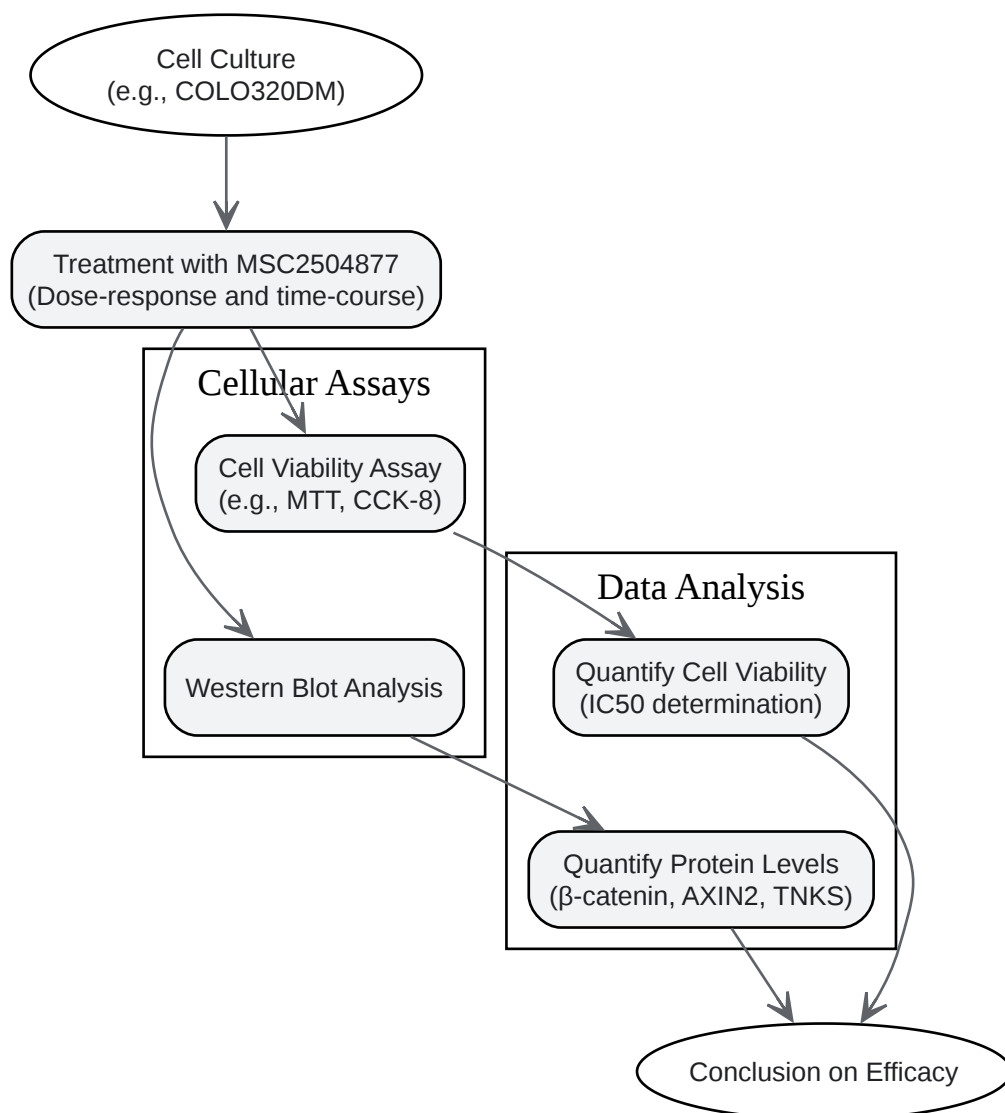 Cell Culture
(e.g., COLO320DM)
Treatment with MSC2504877
(Dose-response and time-course)
Cellular Assays
Cell Viability Assay
(e.g., MTT, CCK-8)
Western Blot Analysis
Data Analysis
Quantify Cell Viability
(IC50 determination)
Quantify Protein Levels
(β-catenin, AXIN2, TNKS)
Conclusion on Efficacy